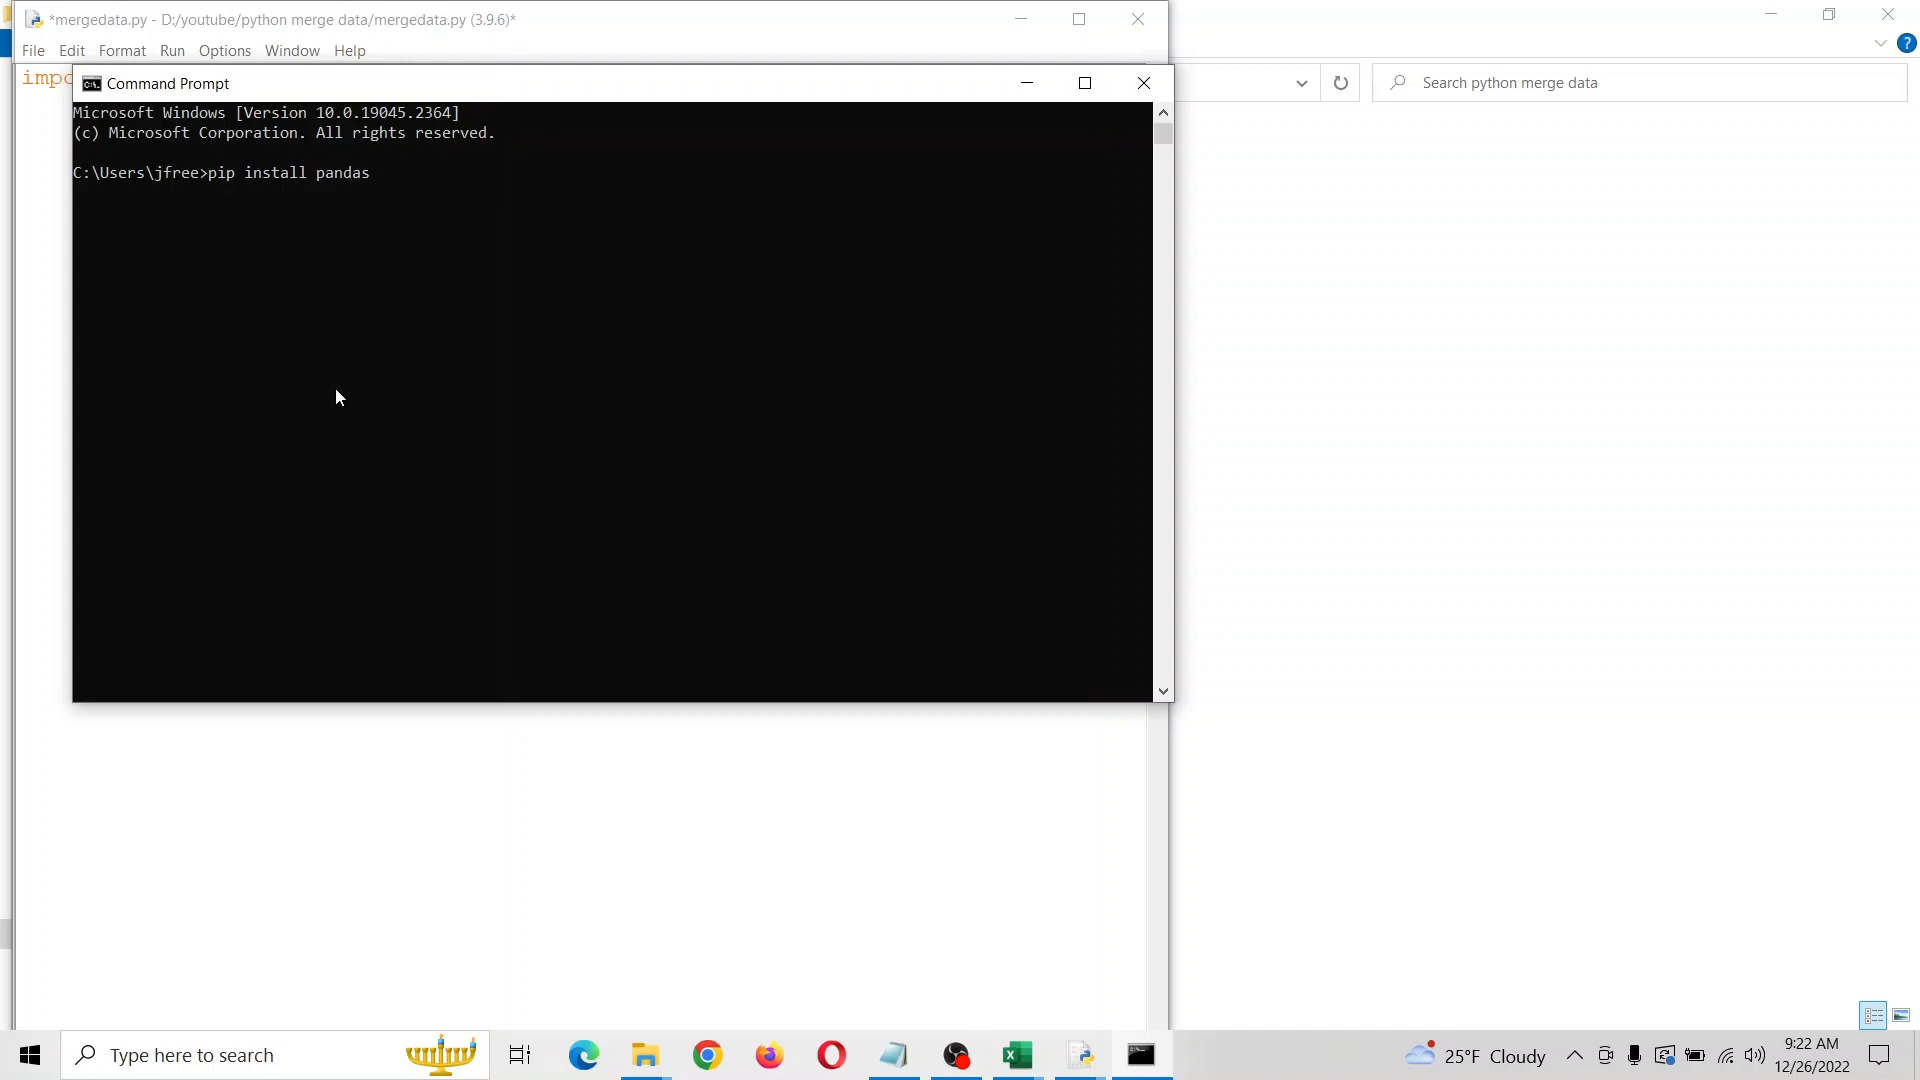 *mergedata.py - D:/youtube/python merge data/mergedata.py (3.9.6)*
File Edit Format Run Options Window Help
impo
Command Prompt
Search python merge data
Microsoft Windows [Version 10.0.19045.2364]
(c) Microsoft Corporation. All rights reserved.
C:\Users\jfree>pip install pandas
Type here to search
25°F Cloudy
9:22 AM
12/26/2022